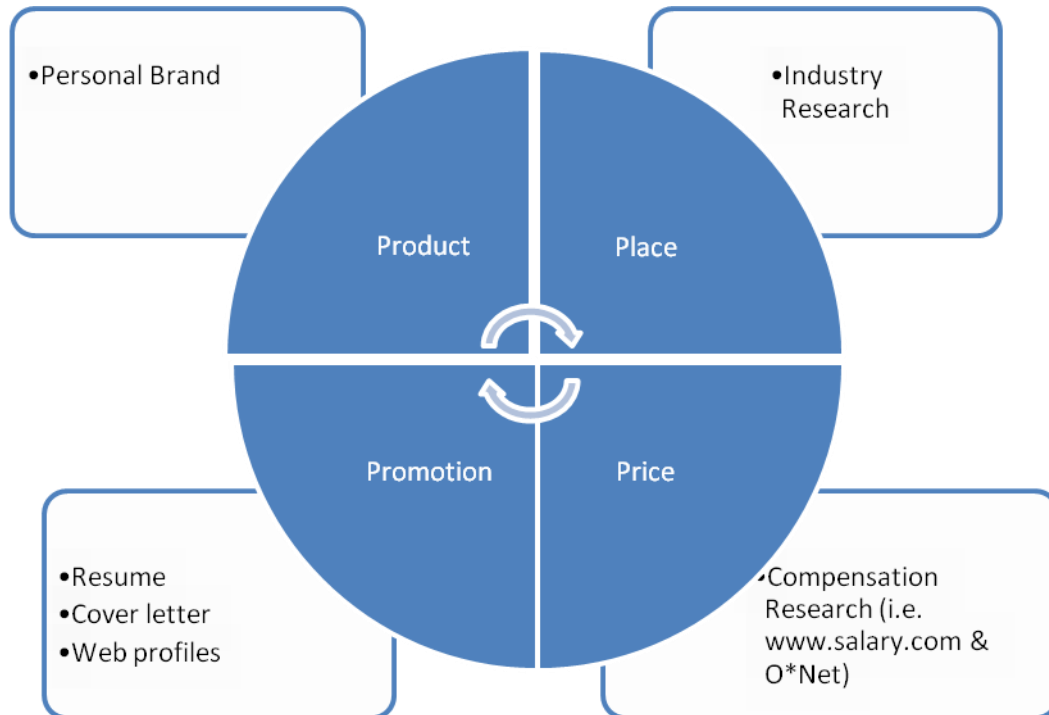 •Personal Brand
•Industry
Research
Product
Place
Promotion
Price
•Resume
•Cover letter
•Web profiles
•Compensation
Research (i.e.
www.salary.com &
O*Net)